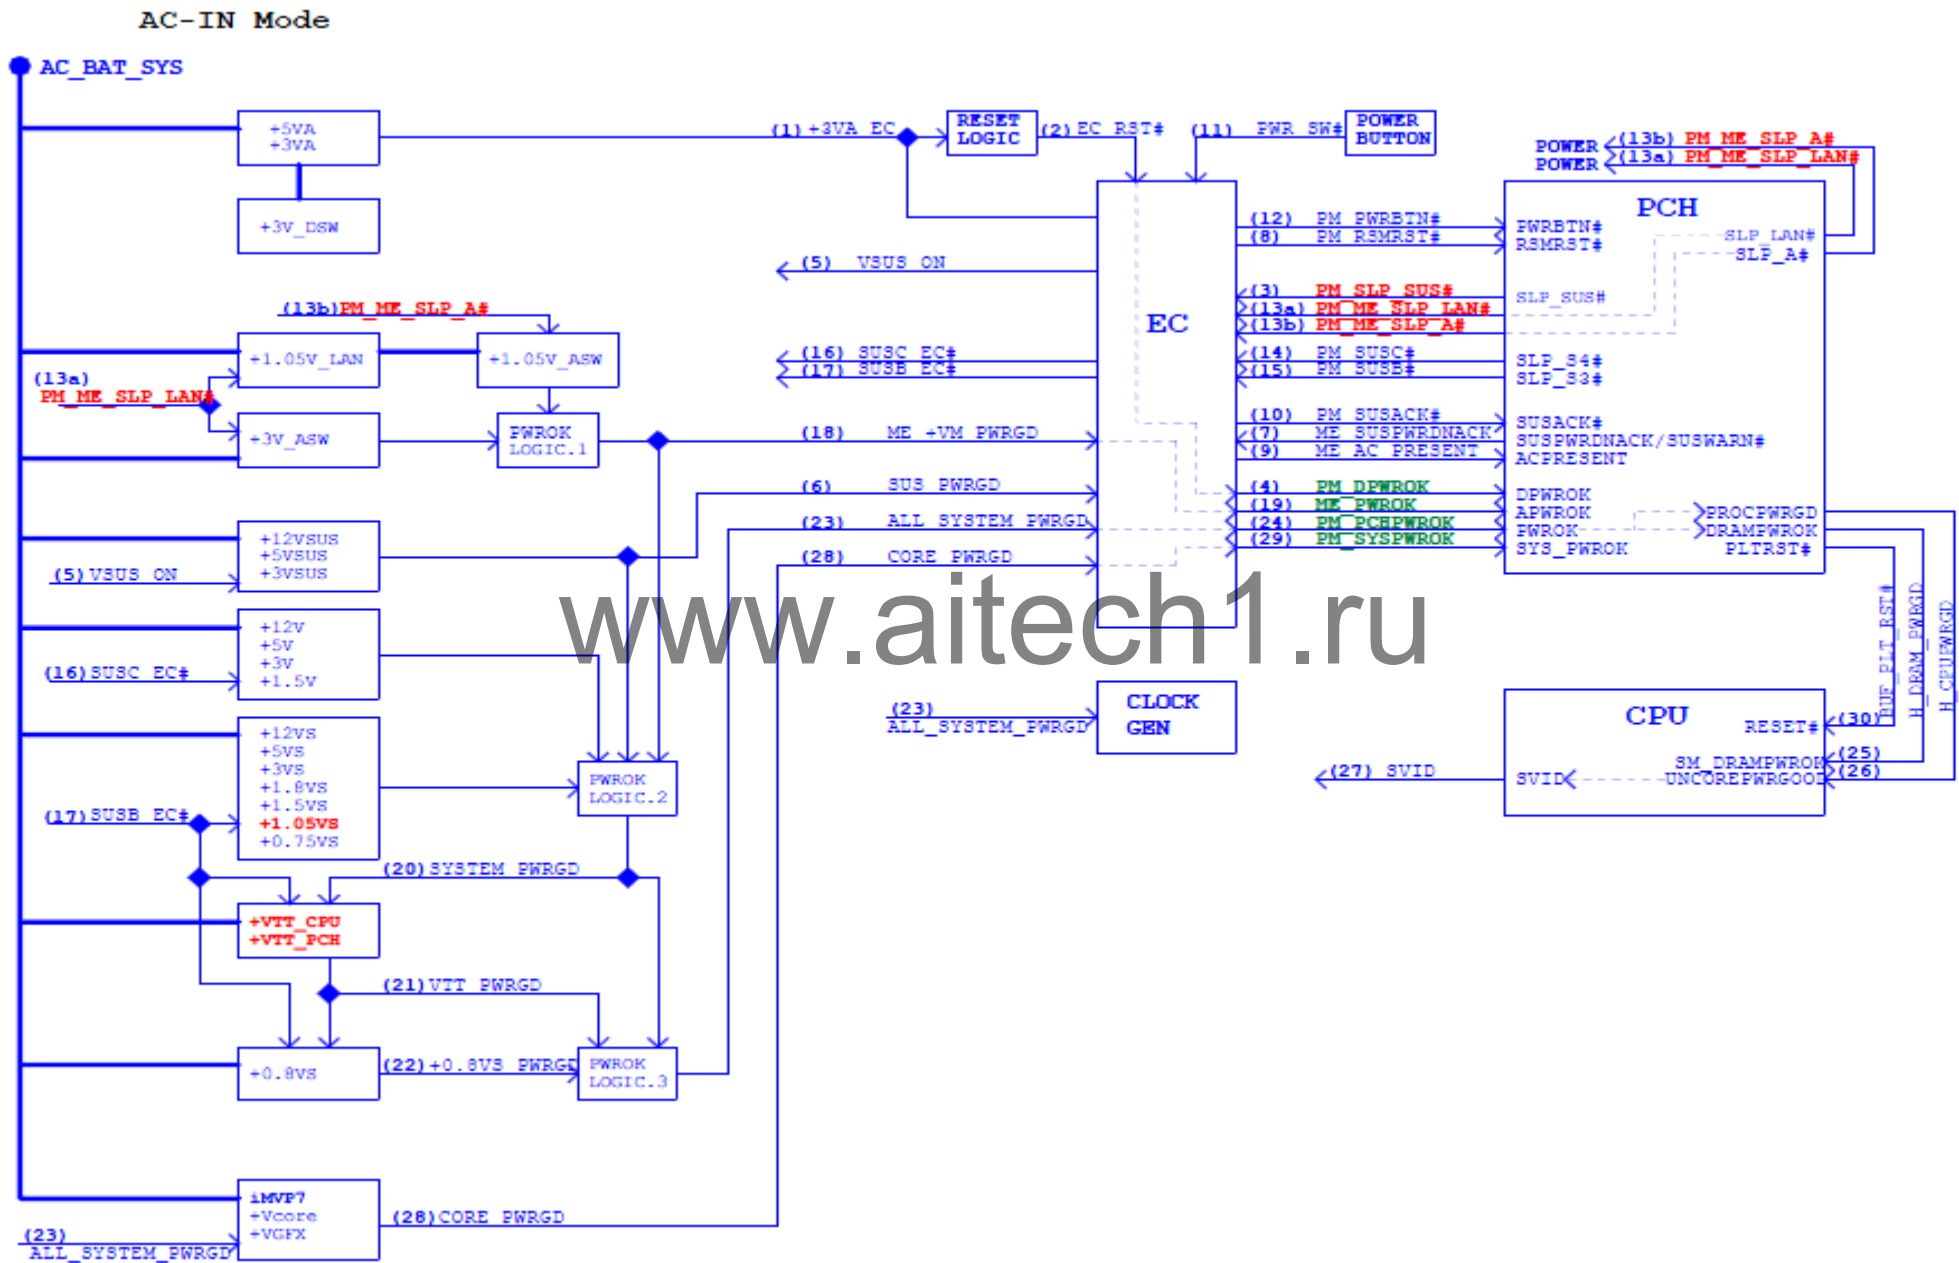 AC-IN Mode
AC_BAT_SYS
+5VA
+3VA
(1) +3VA_EC
RESET
LOGIC
(2) EC_RST#
(11) PWR_SW#
POWER
BUTTON
POWER
(13b) PM_ME_SLP_A#
POWER
(13a) PM_ME_SLP_LAN#
+3V_DSW
PCH
(12) PM_PWRBTN#
PWRBTN#
(8) PM_RSMRST#
RSMRST#
SLP_LAN#
SLP_A#
(5) VSUS_ON
(3) PM_SLP_SUS#
SLP_SUS#
(13a) PM_ME_SLP_LAN#
(13b) PM_ME_SLP_A#
EC
(13b) PM_ME_SLP_A#
+1.05V_LAN
+1.05V_ASW
(16) SUSC_EC#
(17) SUSB_EC#
(14) PM_SUSC#
SLP_S4#
(15) PM_SUSB#
SLP_S3#
(13a)
PM_ME_SLP_LAN#
+3V_ASW
PWROK
LOGIC.1
(18) ME_+VM_PWRGD
(10) PM_SUSACK#
SUSACK#
(7) ME_SUSPWRDNACK
SUSPWRDNACK/SUSWARN#
(9) ME_AC_PRESENT
ACPRESENT
(6) SUS_PWRGD
(4) PM_DPWROK
DPWROK
(19) ME_PWROK
APWROK
PROCPWRGD
(23) ALL_SYSTEM_PWRGD
(24) PM_PCHPWROK
PWROK
DRAMPWROK
(29) PM_SYSPWROK
SYS_PWROK
PLTRST#
(28) CORE_PWRGD
+12VSUS
+5VSUS
+3VSUS
(5) VSUS_ON
www.aitech1.ru
BUF_PLT_RST#
H_DRAM_PWRGD
H_CPUPWRGD
+12V
+5V
+3V
+1.5V
(16) SUSC_EC#
(23)
ALL_SYSTEM_PWRGD
CLOCK
GEN
CPU
RESET#
(30)
SM_DRAMPWROK
(25)
UNCOREPWRGOOD
(26)
SVID
(27) SVID
+12VS
+5VS
+3VS
+1.8VS
+1.5VS
+1.05VS
+0.75VS
(17) SUSB_EC#
PWROK
LOGIC.2
(20) SYSTEM_PWRGD
+VTT_CPU
+VTT_PCH
(21) VTT_PWRGD
+0.8VS
(22) +0.8VS_PWRGD
PWROK
LOGIC.3
iMVP7
+Vcore
+VGFX
(28) CORE_PWRGD
(23)
ALL_SYSTEM_PWRGD